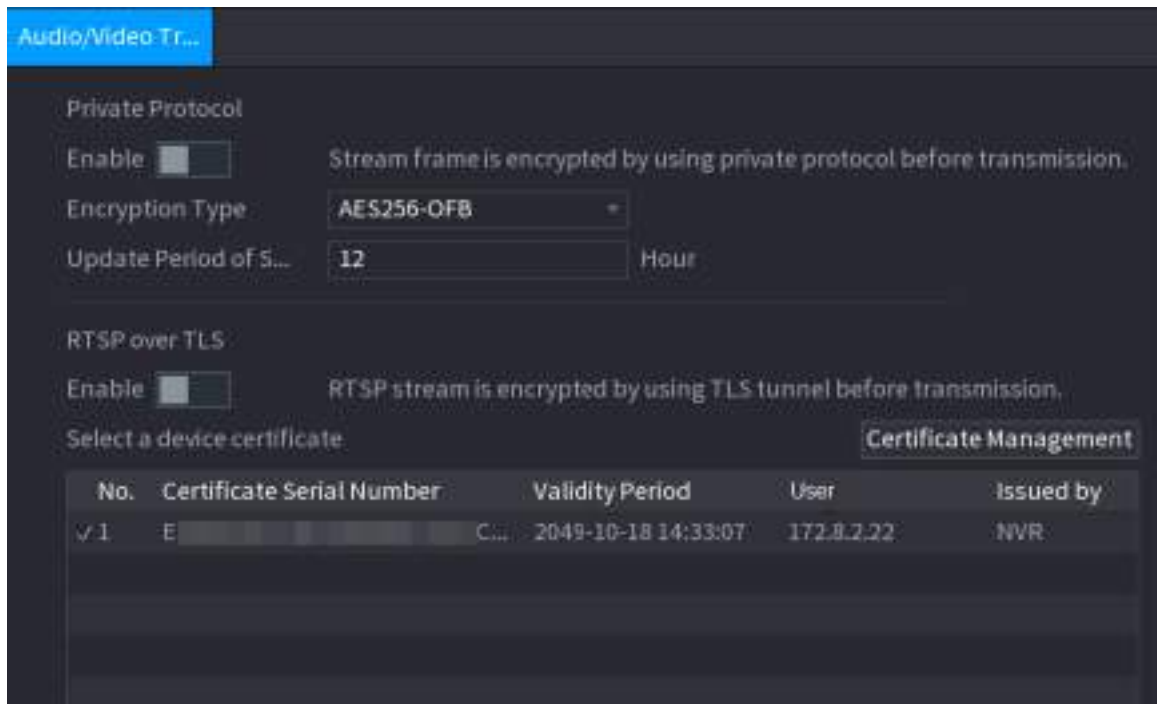 Audio/Video Tr...
Private Protocol
Enable Stream frame is encrypted by using private protocol before transmission.
Encryption Type AES256-OFB
Update Period of S... 12 Hour
RTSP over TLS
Enable RTSP stream is encrypted by using TLS tunnel before transmission.
Select a device certificate Certificate Management
No. Certificate Serial Number Validity Period User Issued by
1 E C... 2049-10-18 14:33:07 172.8.2.22 NVR